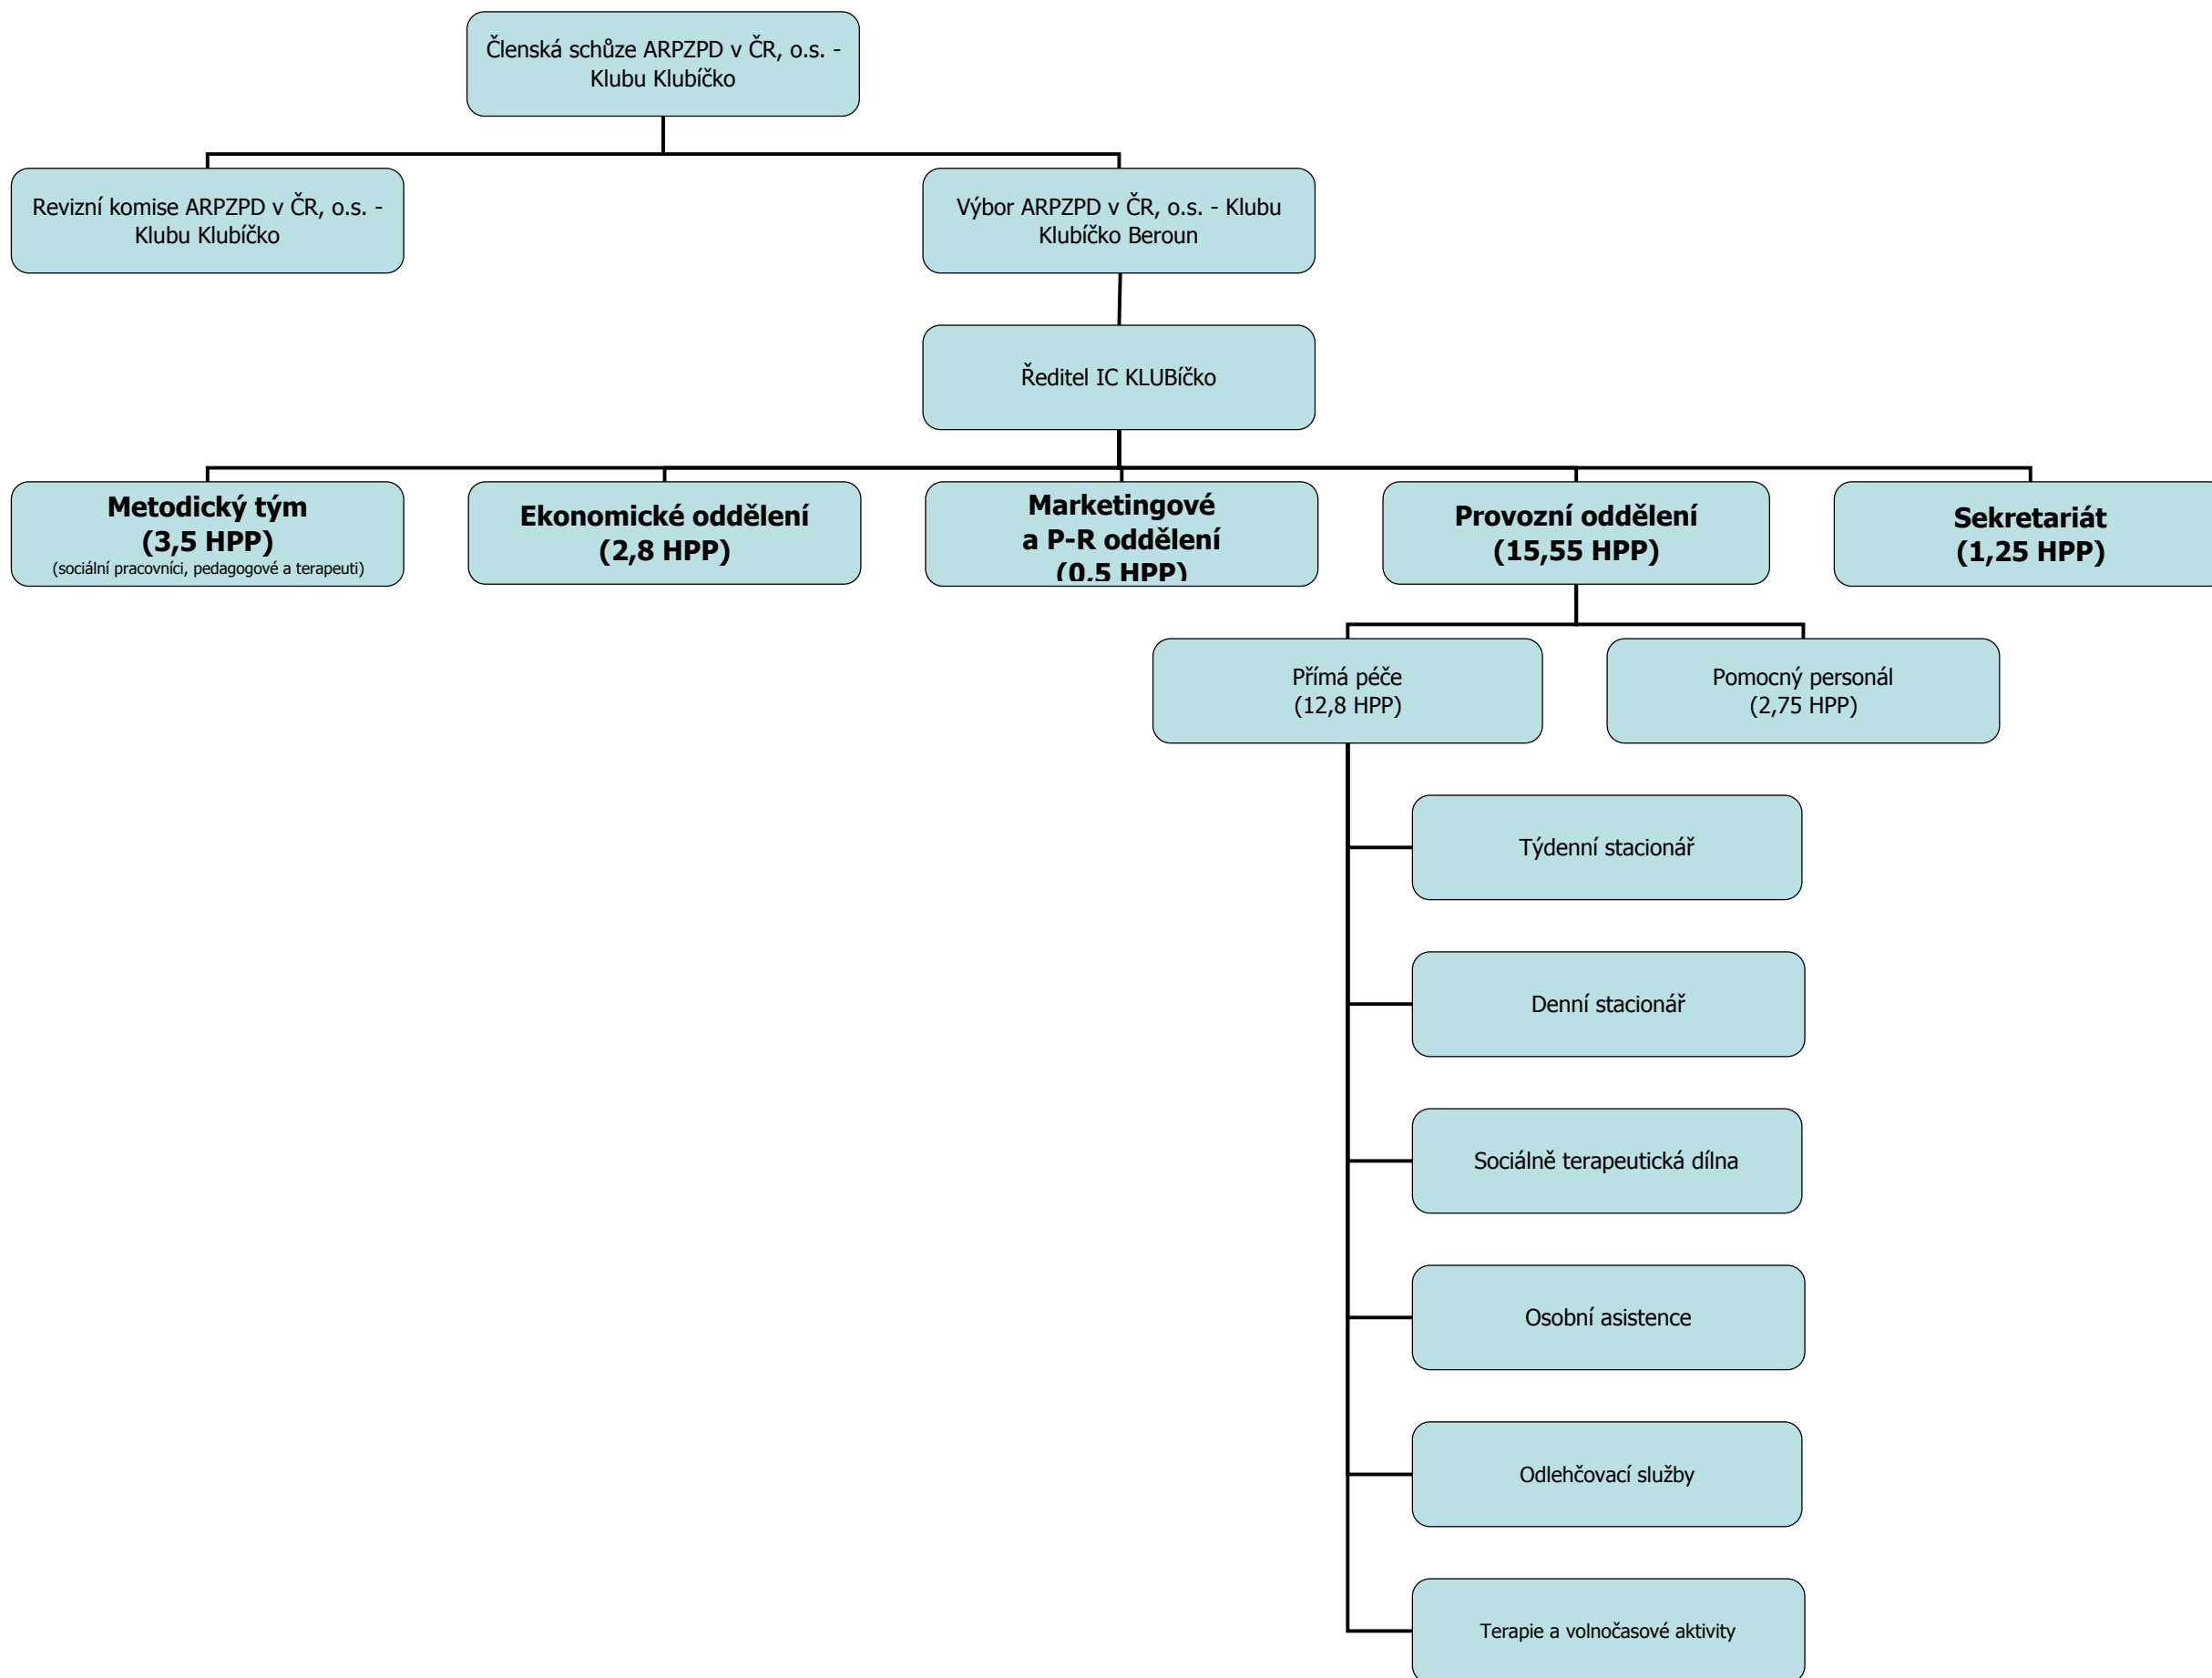 Členská schůze ARPZPD v ČR, o.s. -
Klubu Klubíčko
Revizní komise ARPZPD v ČR, o.s. -
Klubu Klubíčko
Výbor ARPZPD v ČR, o.s. - Klubu
Klubíčko Beroun
Ředitel IC KLUBíčko
Metodický tým
(3,5 HPP)
(sociální pracovníci, pedagogové a terapeuti)
Ekonomické oddělení
(2,8 HPP)
Marketingové
a P-R oddělení
(0,5 HPP)
Provozní oddělení
(15,55 HPP)
Sekretariát
(1,25 HPP)
Přímá péče
(12,8 HPP)
Pomocný personál
(2,75 HPP)
Týdenní stacionář
Denní stacionář
Sociálně terapeutická dílna
Osobní asistence
Odlehčovací služby
Terapie a volnočasové aktivity